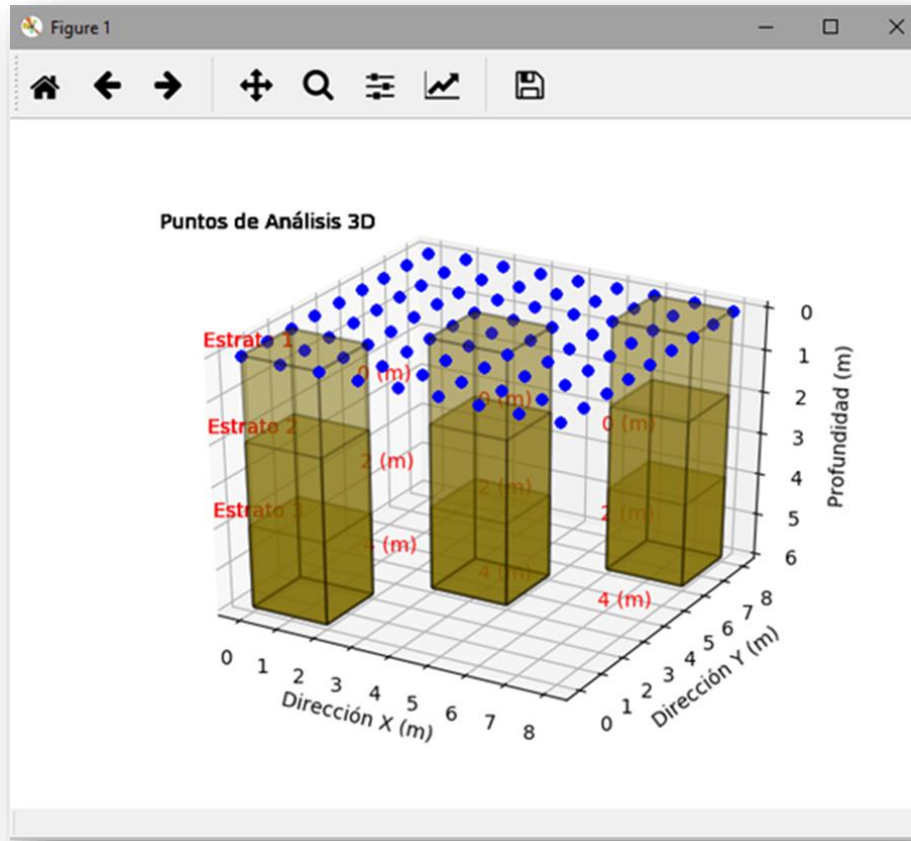 Figure 1
Puntos de Análisis 3D
Estrato 1
Estrato 2
Estrato 3
0 (m)
2 (m)
4 (m)
0 (m)
2 (m)
4 (m)
0 (m)
2 (m)
4 (m)
0
1
2
3
4
5
6
Profundidad (m)
0
1
2
3
4
5
6
7
8
Dirección X (m)
0
1
2
3
4
5
6
7
8
Dirección Y (m)